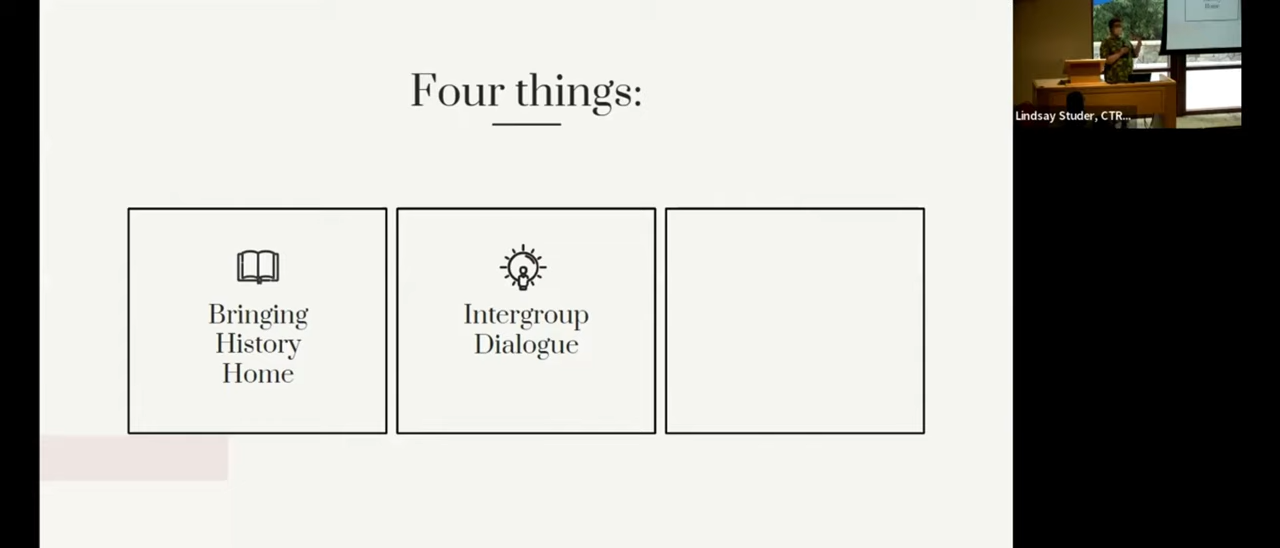 Four things:
Bringing
History
Home
Intergroup
Dialogue
Lindsay Studer, CTR...